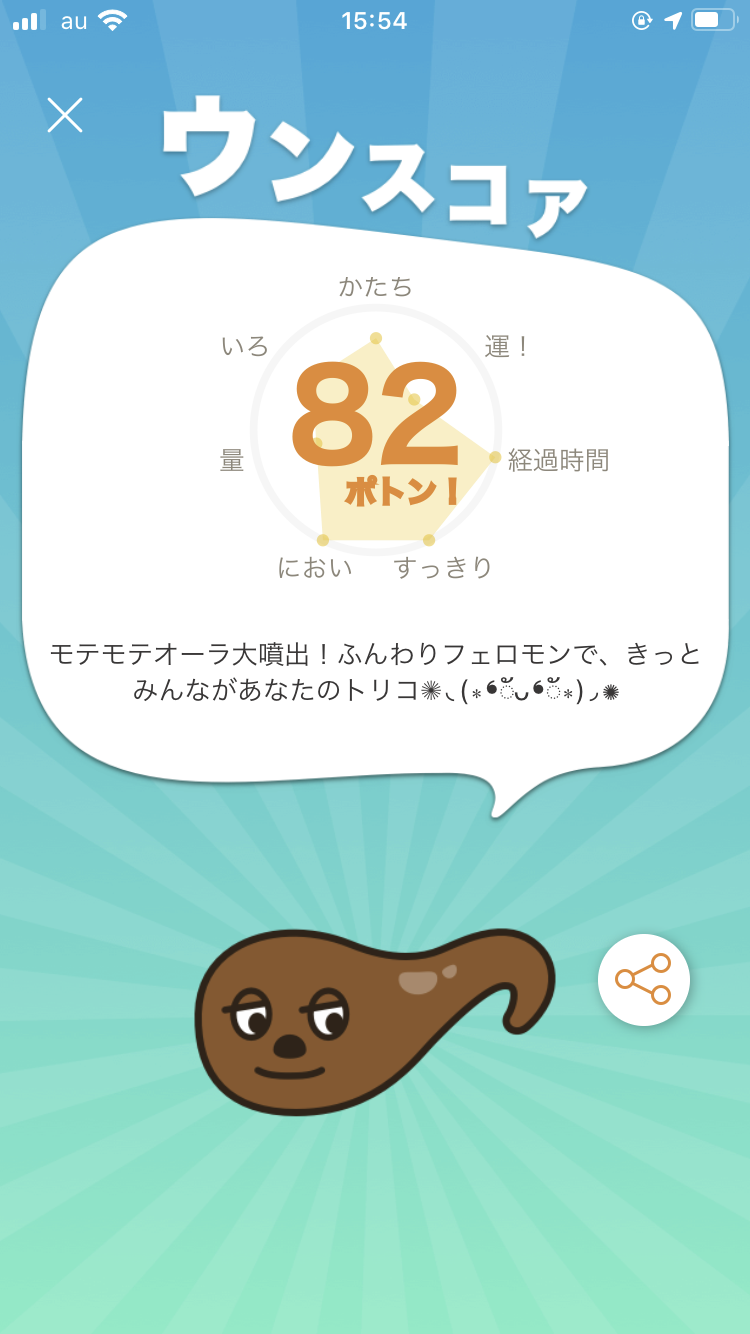 au 15:54
ウンスコア
かたち
いろ 運！
量 経過時間
82
ポトン！
におい すっきり
モテモテオーラ大噴出！ふんわりフェロモンで、きっと
みんながあなたのトリコ✺◟(∗❛ัᴗ❛ั∗)◞✺